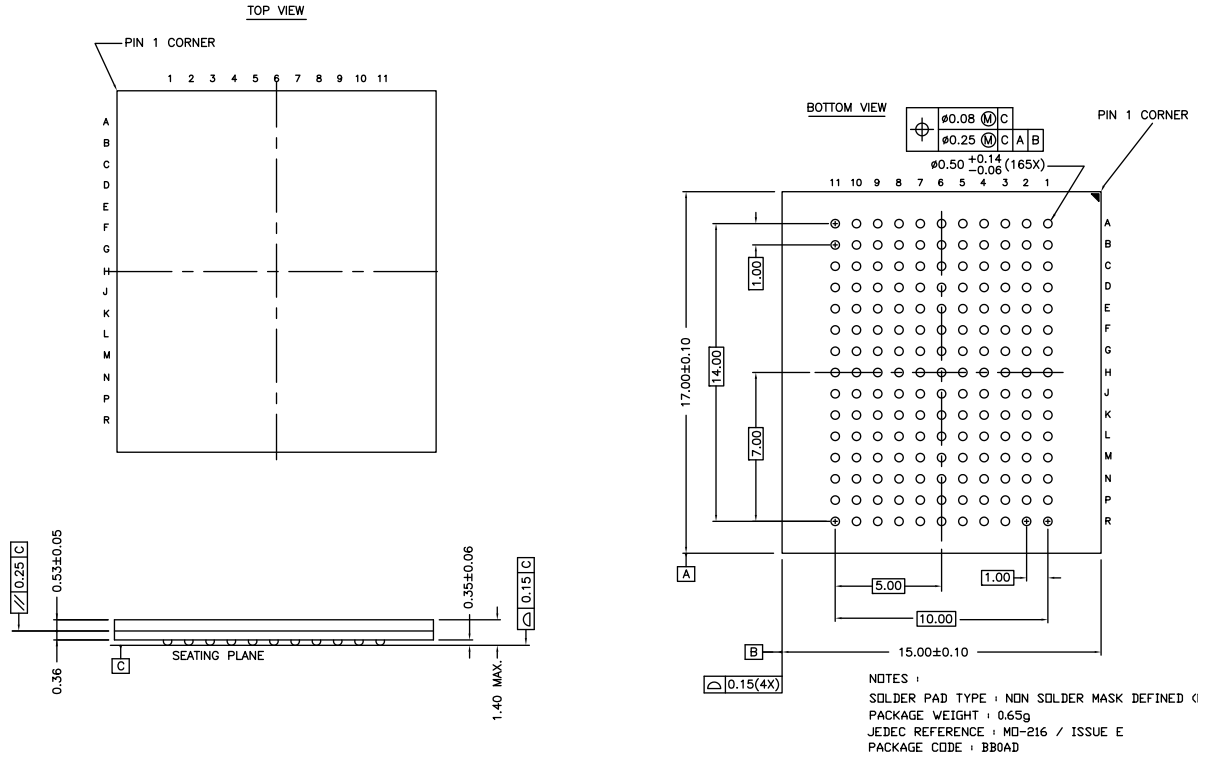 TOP VIEW
PIN 1 CORNER
1 2 3 4 5 6 7 8 9 10 11
A
B
C
D
E
F
G
H
J
K
L
M
N
P
R
BOTTOM VIEW
ø0.08 Ⓜ C
ø0.25 Ⓜ C A B
PIN 1 CORNER
ø0.50 +0.14 -0.06 (165X)
11 10 9 8 7 6 5 4 3 2 1
A
B
C
D
E
F
G
H
J
K
L
M
N
P
R
1.00
17.00±0.10
14.00
7.00
A
5.00
1.00
10.00
B
15.00±0.10
0.15(4X)
0.25 C
0.53±0.05
0.36
C
SEATING PLANE
0.35±0.06
0.15 C
1.40 MAX.
NOTES :
SOLDER PAD TYPE : NON SOLDER MASK DEFINED (
PACKAGE WEIGHT : 0.65g
JEDEC REFERENCE : MO-216 / ISSUE E
PACKAGE CODE : BB0AD